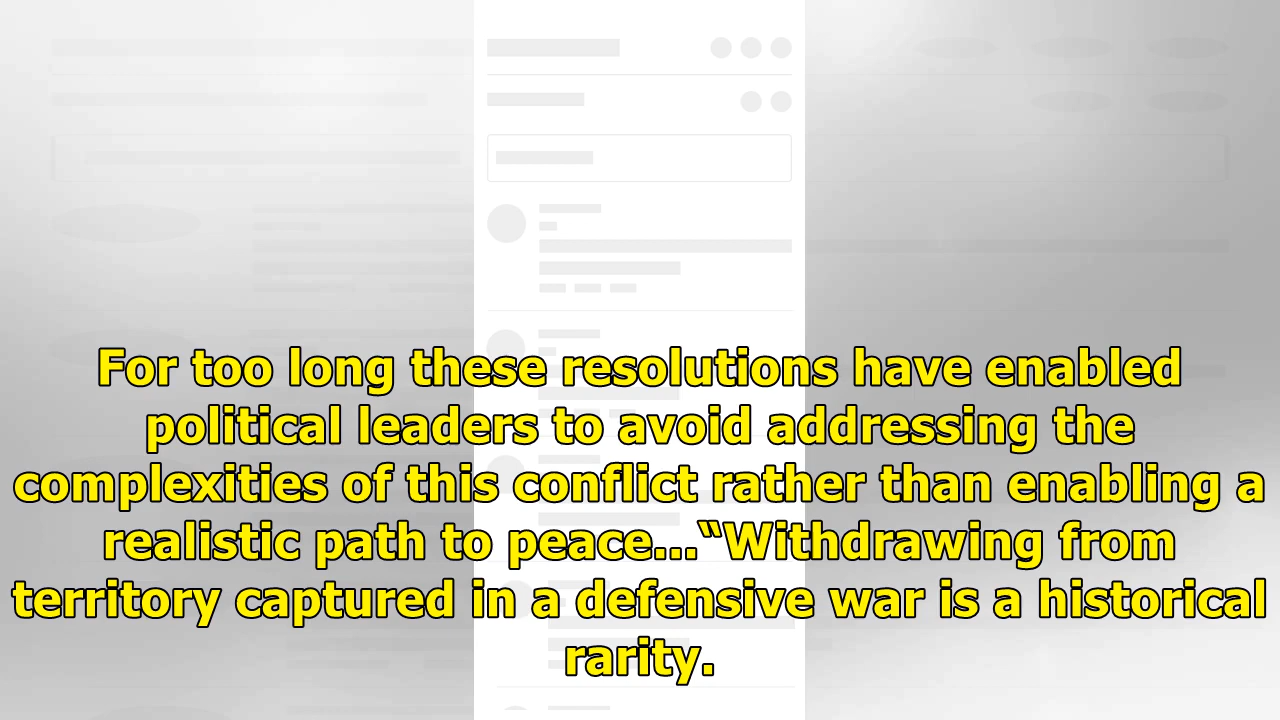 For too long these resolutions have enabled
political leaders to avoid addressing the
complexities of this conflict rather than enabling a
realistic path to peace...“Withdrawing from
territory captured in a defensive war is a historical
rarity.